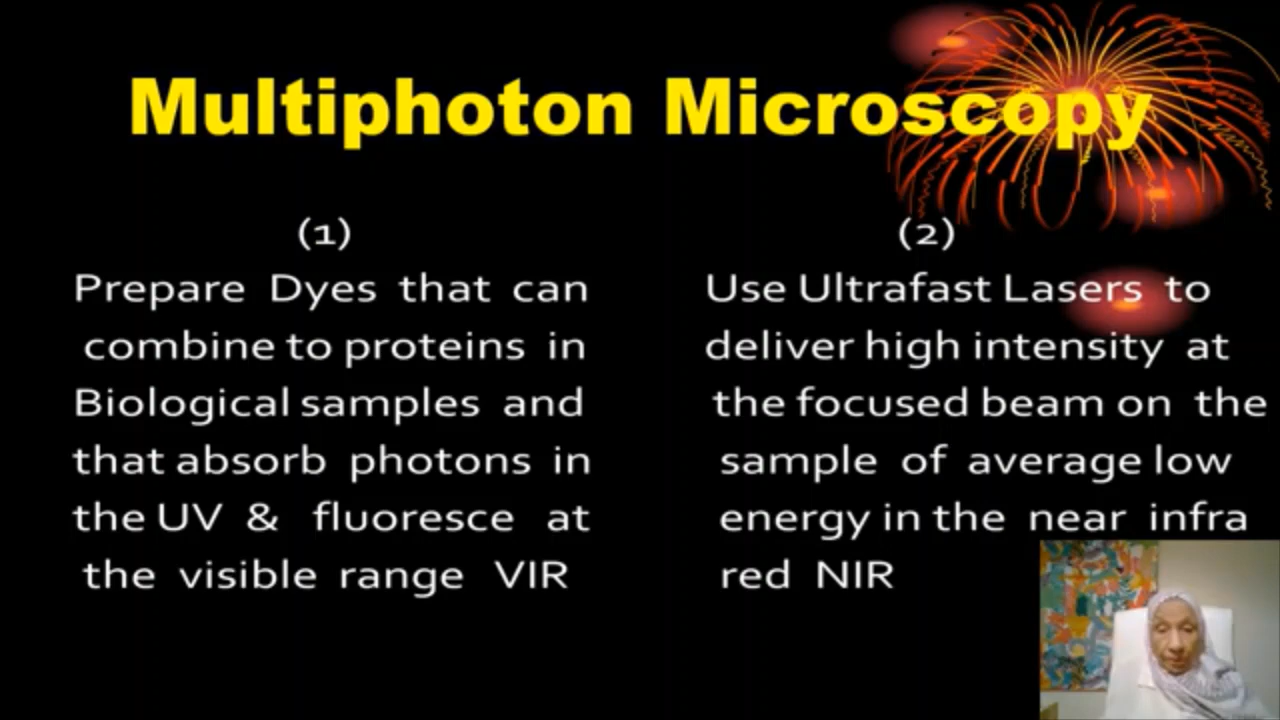 Multiphoton Microscopy
(1)
Prepare Dyes that can
combine to proteins in
Biological samples and
that absorb photons in
the UV & fluoresce at
the visible range VIR
(2)
Use Ultrafast Lasers to
deliver high intensity at
the focused beam on the
sample of average low
energy in the near infra
red NIR